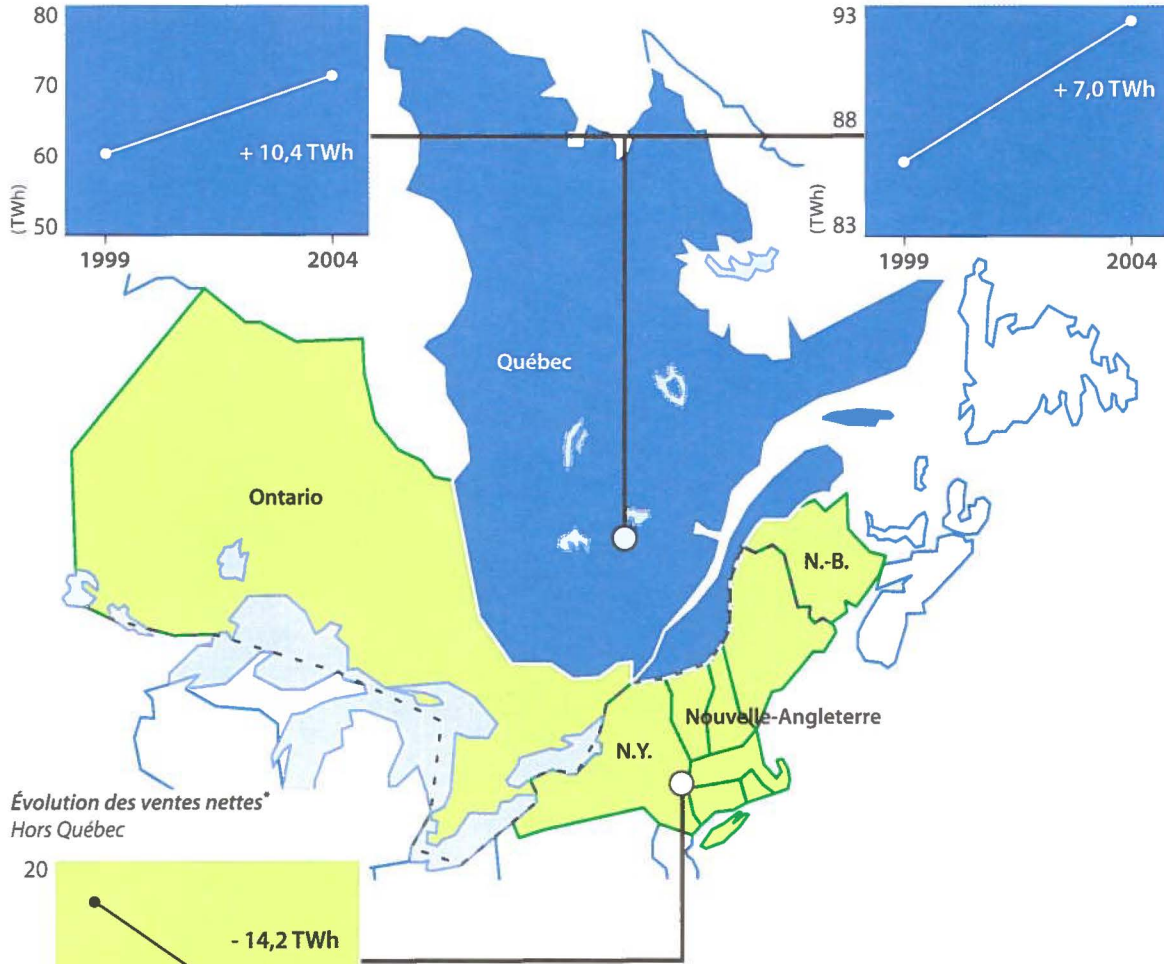 80
70
60
50
(TWh)
+ 10,4 TWh
1999 2004
93
88
83
(TWh)
+ 7,0 TWh
1999 2004
Québec
Ontario
N.-B.
Nouvelle-Angleterre
N.Y.
Évolution des ventes nettes*
Hors Québec
20
- 14,2 TWh